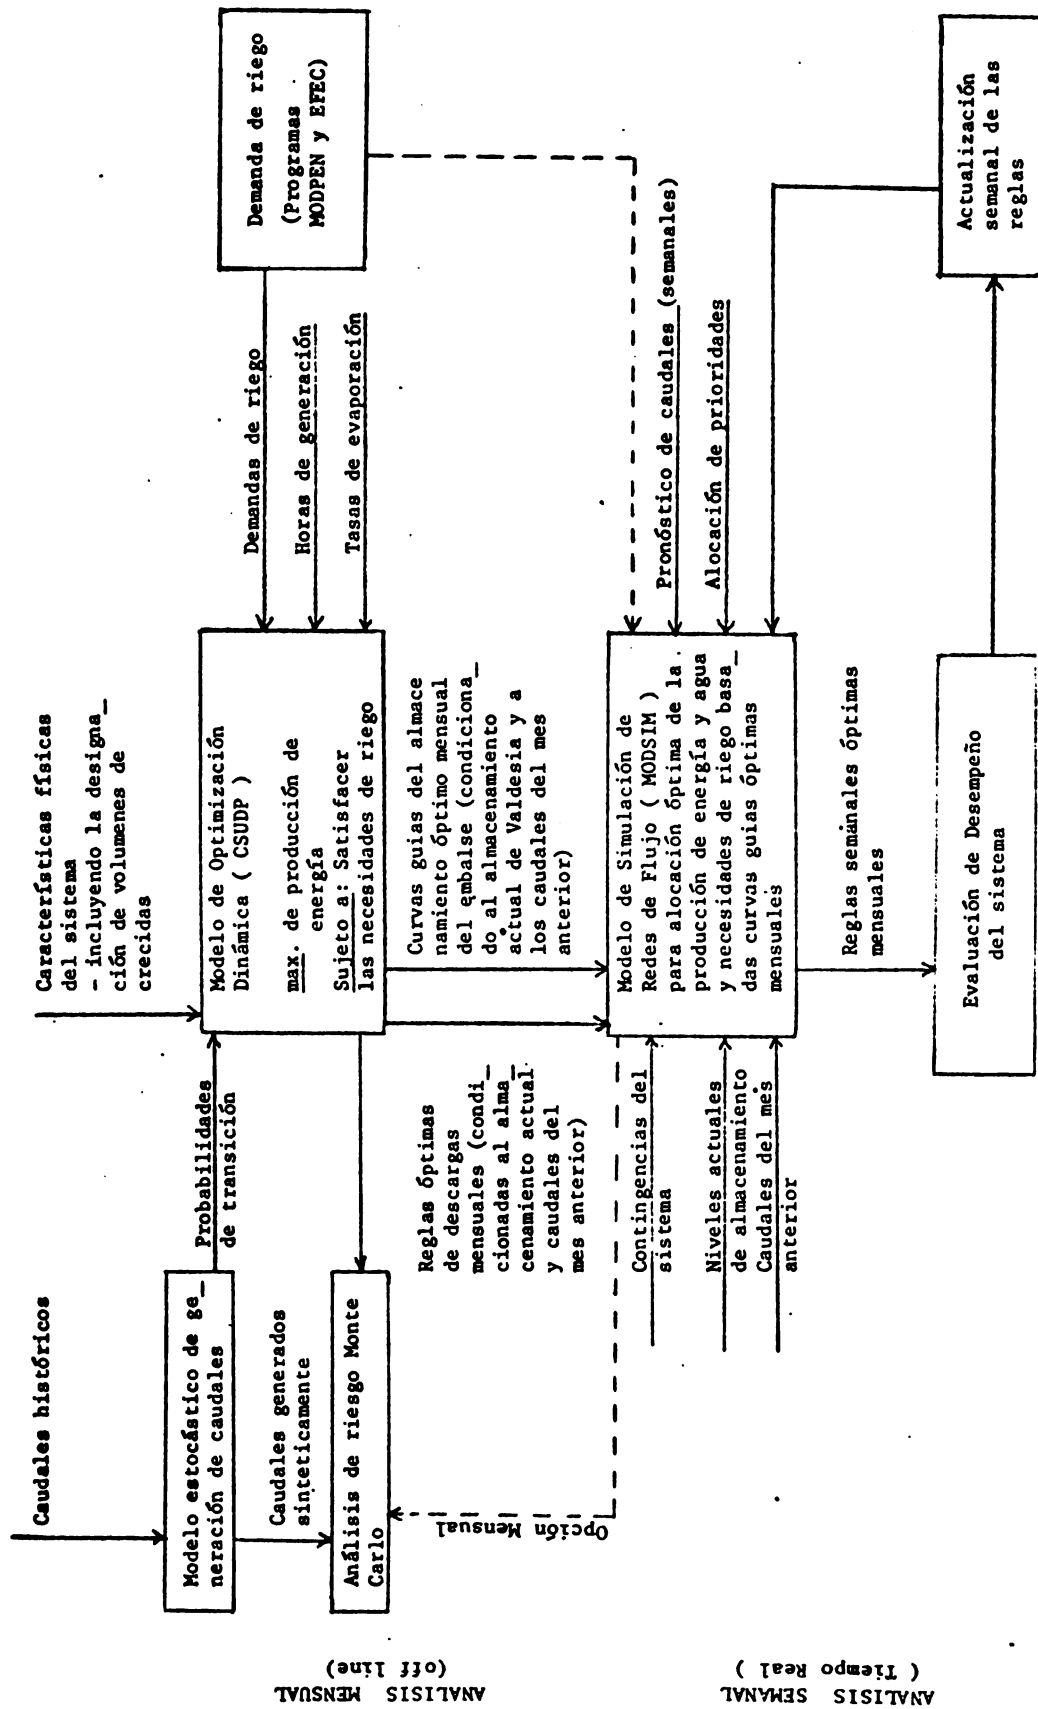 Caudales históricos
Modelo estocástico de ge_
neración de caudales
Caudales generados
sinteticamente
Análisis de riesgo Monte
Carlo
Probabilidades
de transición
Características físicas
del sistema
- incluyendo la designa_
ción de volumenes de
crecidas
Modelo de Optimización
Dinámica ( CSUDP )
max. de producción de
energía
Sujeto a: Satisfacer
las necesidades de riego
Demandas de riego
Horas de generación
Tasas de evaporación
Demanda de riego
(Programas
MODPEN y EFEC)
ANALISIS MENSUAL
(off line)
Reglas óptimas
de descargas
mensuales (condi_
cionadas al alma_
cenamiento actual
y caudales del
mes anterior)
Curvas guias del almace_
namiento óptimo mensual
del embalse (condiciona_
do al almacenamiento
actual de Valdesia y a
los caudales del mes
anterior)
Opción Mensual
Contingencias del
sistema
Niveles actuales
de almacenamiento
Caudales del mes
anterior
Modelo de Simulación de
Redes de Flujo ( MODSIM )
para alocación óptima de la
producción de energía y agua
y necesidades de riego basa_
das curvas guias óptimas
mensuales
Pronóstico de caudales (semanales)
Alocación de prioridades
ANALISIS SEMANAL
( Tiempo Real )
Reglas semanales óptimas
mensuales
Evaluación de Desempeño
del sistema
Actualización
semanal de las
reglas